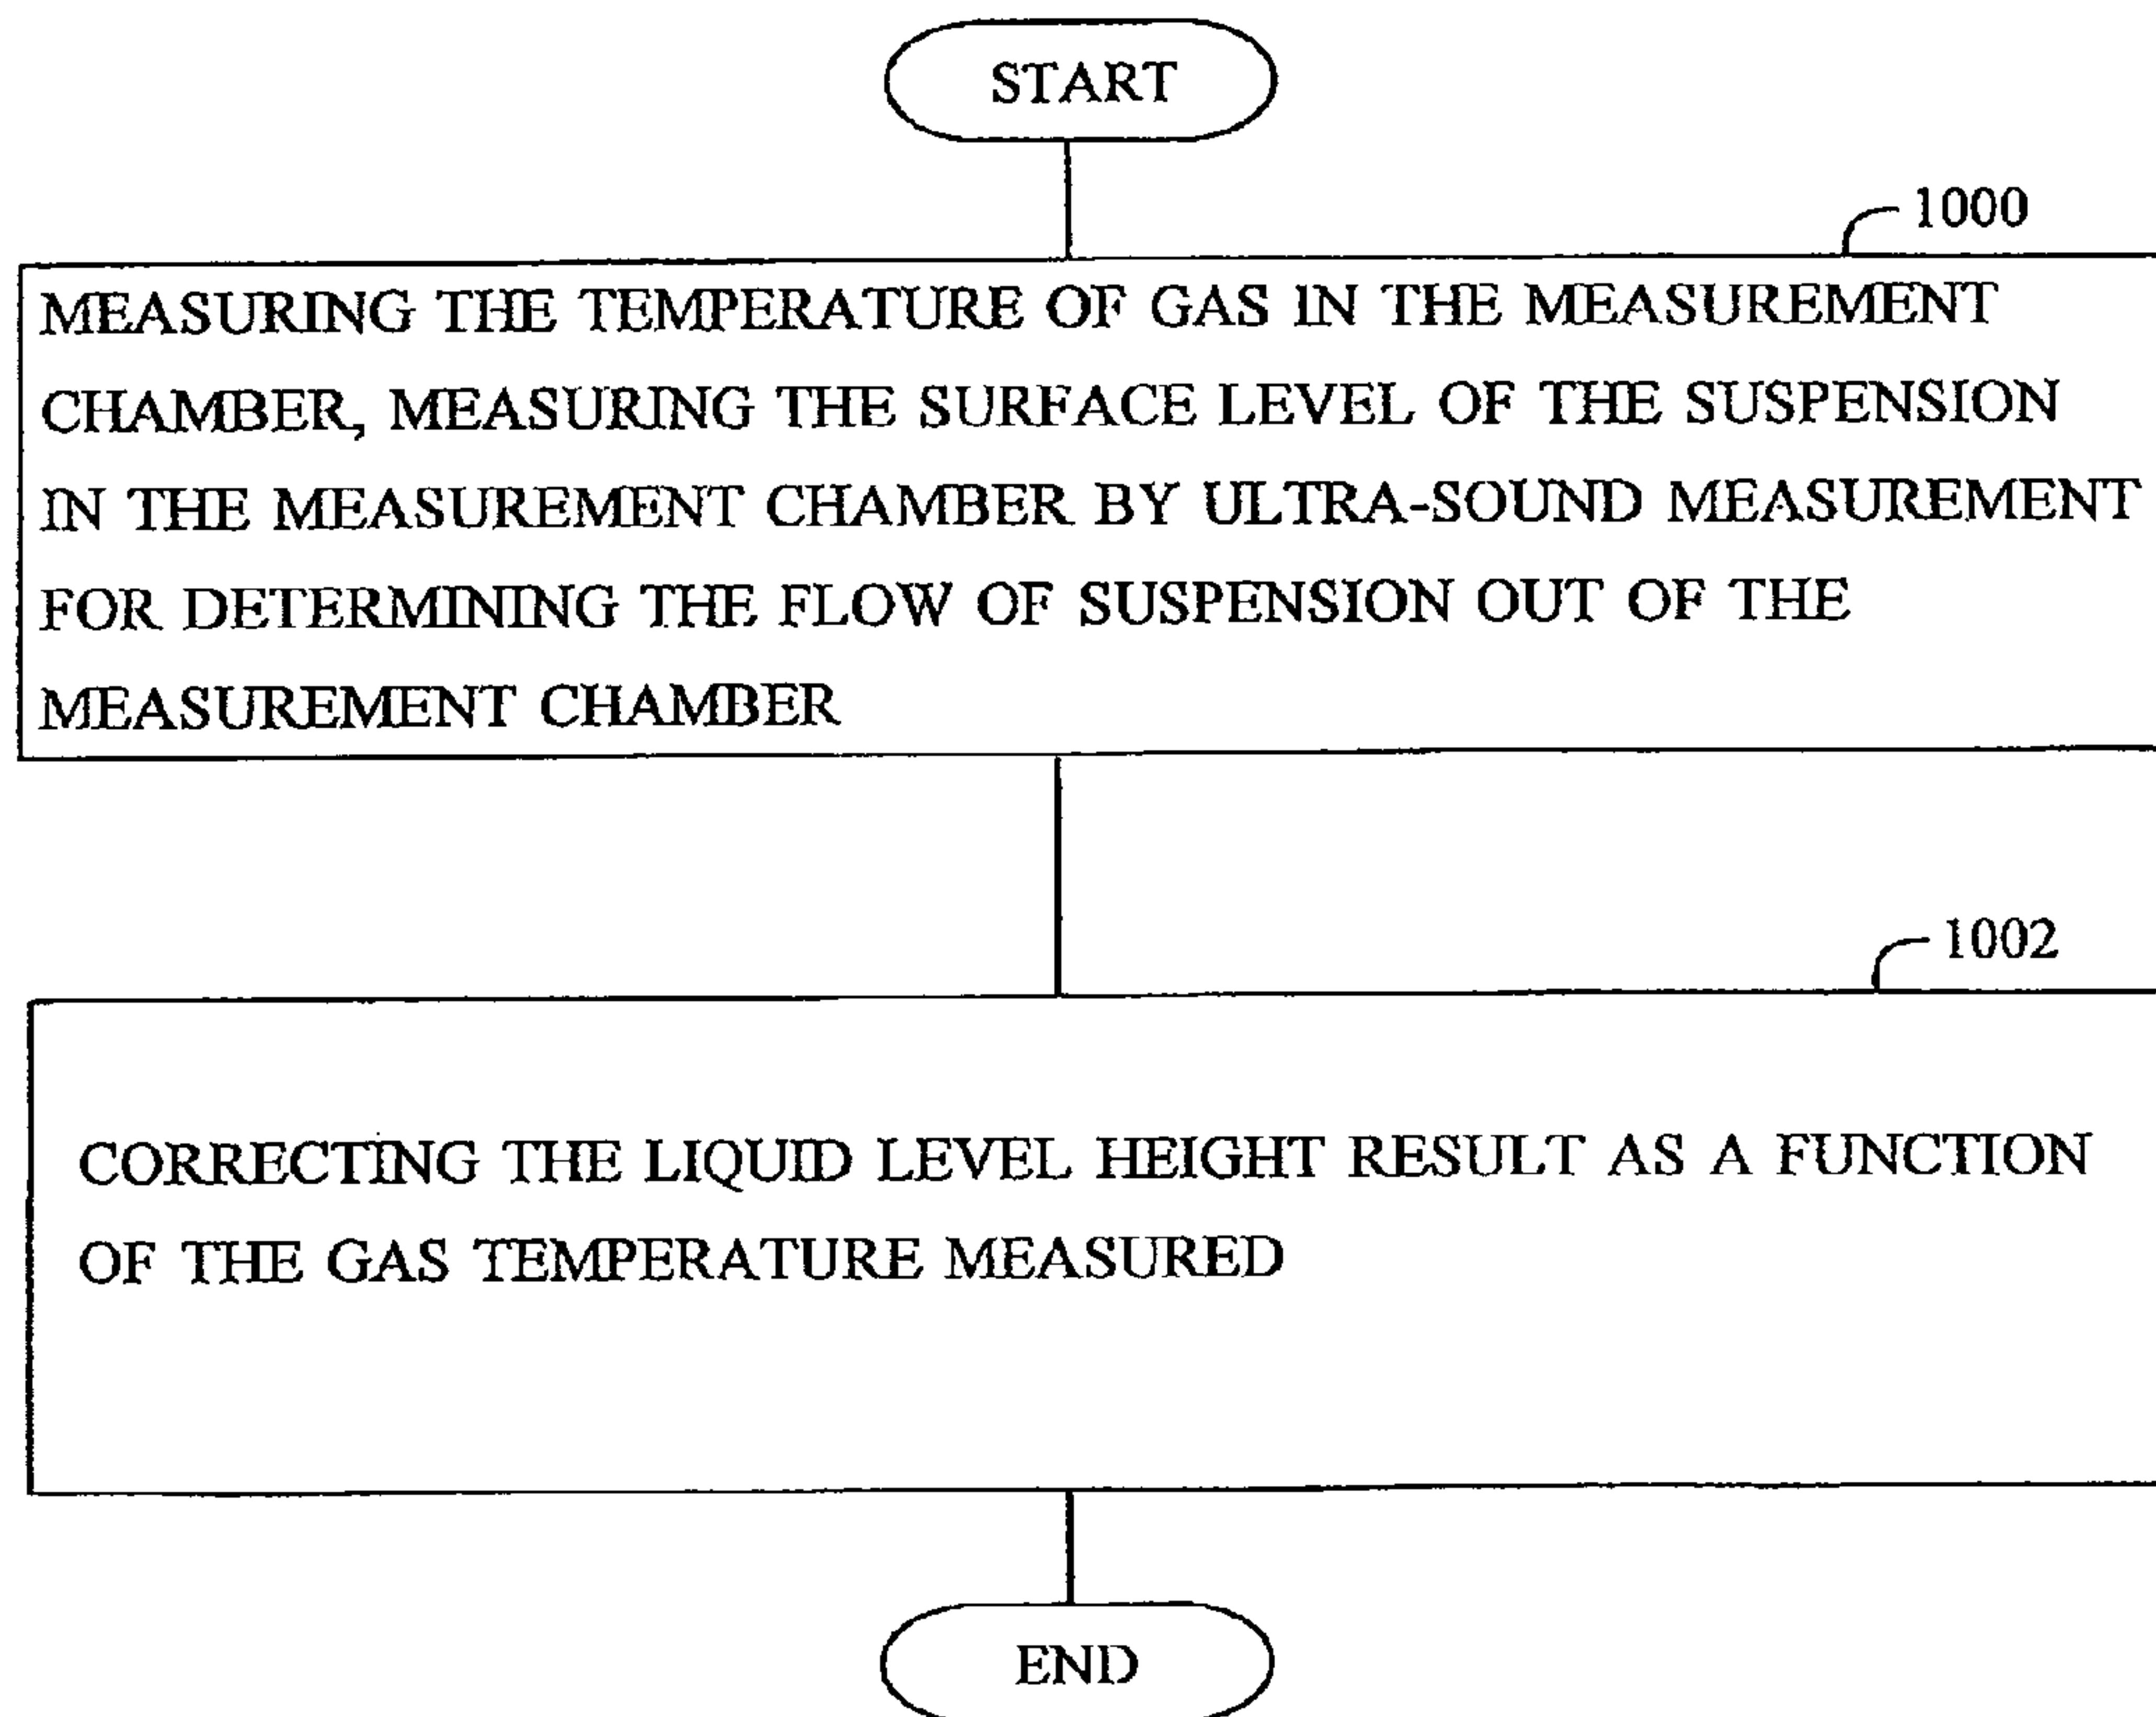 START
1000
MEASURING THE TEMPERATURE OF GAS IN THE MEASUREMENT
CHAMBER, MEASURING THE SURFACE LEVEL OF THE SUSPENSION
IN THE MEASUREMENT CHAMBER BY ULTRA-SOUND MEASUREMENT
FOR DETERMINING THE FLOW OF SUSPENSION OUT OF THE
MEASUREMENT CHAMBER
1002
CORRECTING THE LIQUID LEVEL HEIGHT RESULT AS A FUNCTION
OF THE GAS TEMPERATURE MEASURED
END